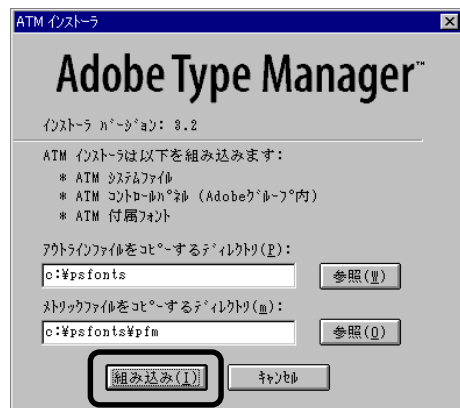 ATM ｲﾝｽﾄｰﾗ
Adobe Type Manager™
ｲﾝｽﾄｰﾗ ﾊﾞｰｼﾞｮﾝ: 3.2
ATM ｲﾝｽﾄｰﾗは以下を組み込みます:
* ATM ｼｽﾃﾑﾌｧｲﾙ
* ATM ｺﾝﾄﾛｰﾙﾊﾟﾈﾙ (Adobeｸﾞﾙｰﾌﾟ内)
* ATM 付属ﾌｫﾝﾄ
ｱｳﾄﾗｲﾝﾌｧｲﾙをｺﾋﾟｰするﾃﾞｨﾚｸﾄﾘ(P):
c:¥psfonts
参照(W)
ﾒﾄﾘｯｸﾌｧｲﾙをｺﾋﾟｰするﾃﾞｨﾚｸﾄﾘ(m):
c:¥psfonts¥pfm
参照(O)
組み込み(I)
ｷｬﾝｾﾙ